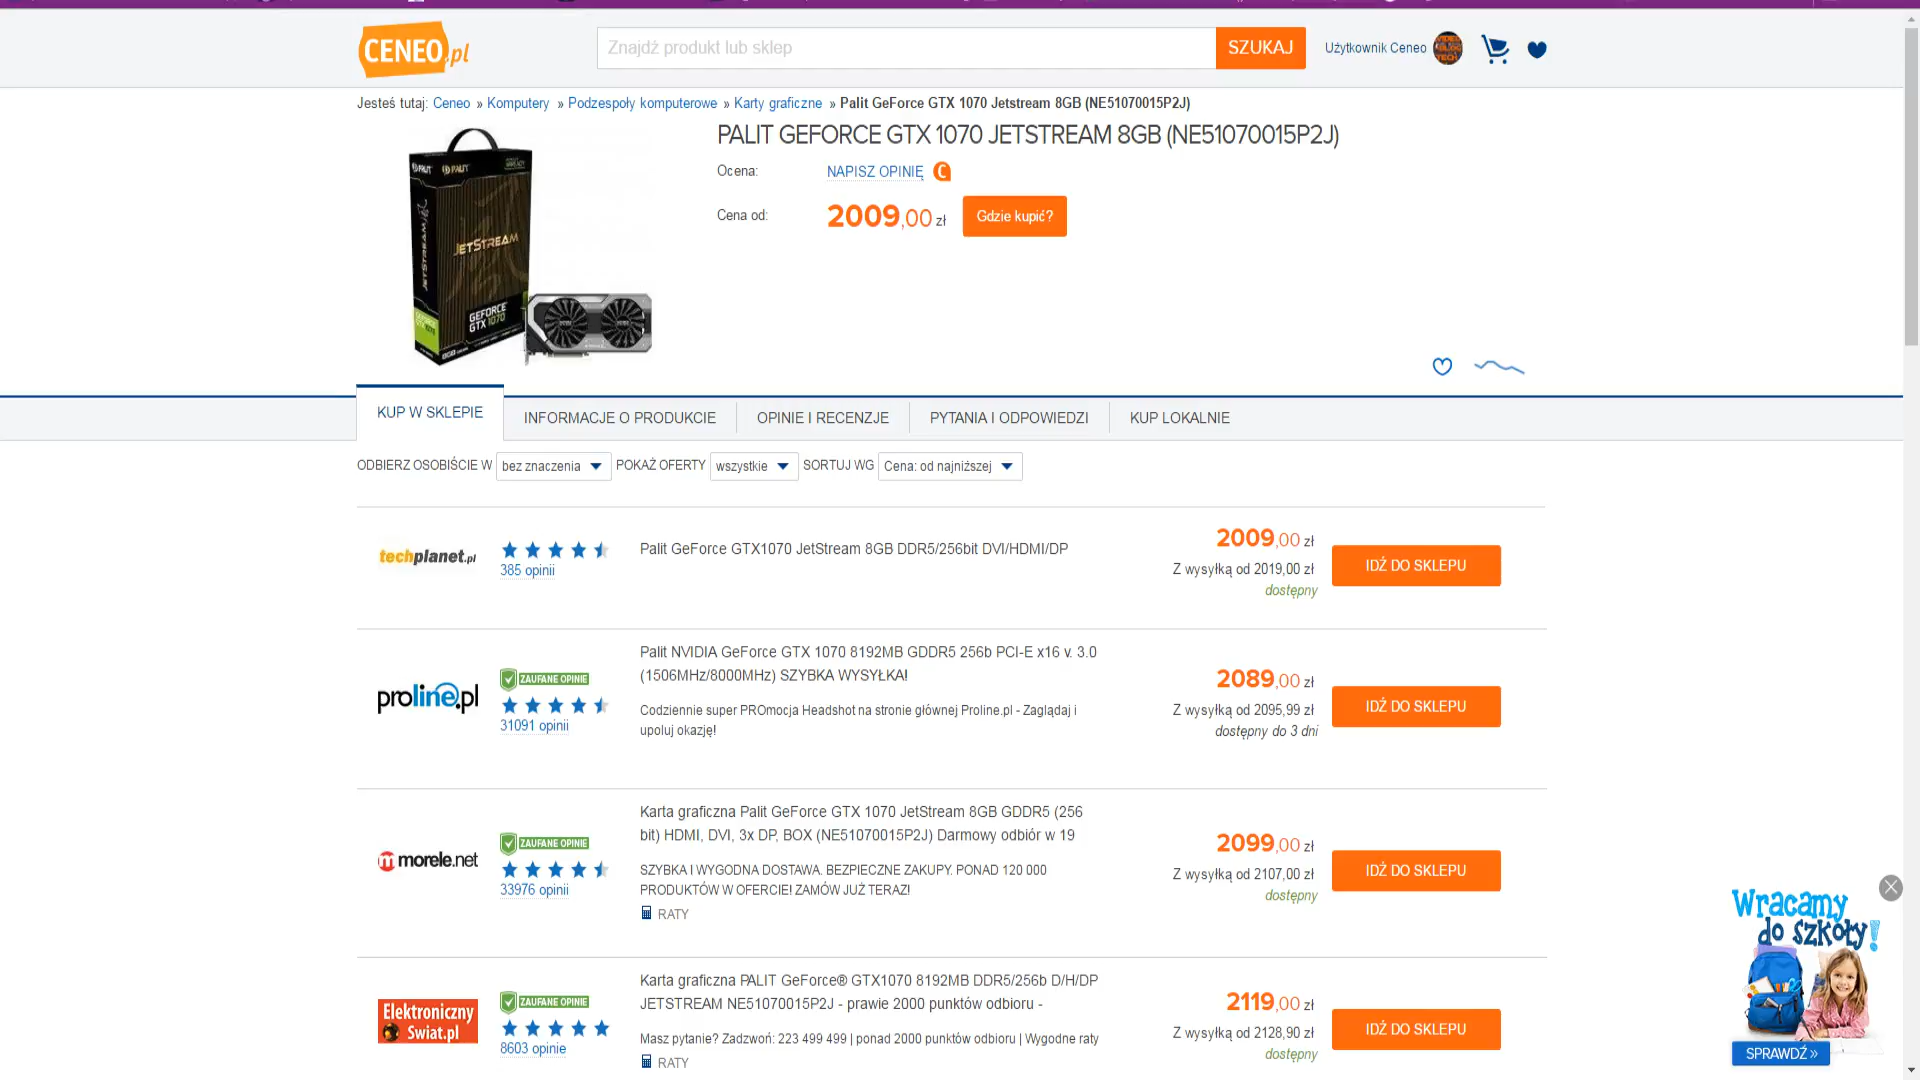 CENEO.pl
Znajdź produkt lub sklep
SZUKAJ
Użytkownik Ceneo
Jesteś tutaj: Ceneo » Komputery » Podzespoły komputerowe » Karty graficzne » Palit GeForce GTX 1070 Jetstream 8GB (NE51070015P2J)
PALIT GEFORCE GTX 1070 JETSTREAM 8GB (NE51070015P2J)
Ocena: NAPISZ OPINIĘ
Cena od: 2009,00 zł Gdzie kupić?
PALIT
JETSTREAM
JETSTREAM
GEFORCE
GTX 1070
KUP W SKLEPIE
INFORMACJE O PRODUKCIE
OPINIE I RECENZJE
PYTANIA I ODPOWIEDZI
KUP LOKALNIE
ODBIERZ OSOBIŚCIE W bez znaczenia POKAŻ OFERTY wszystkie SORTUJ WG Cena: od najniższej
techplanet.pl
385 opinii
Palit GeForce GTX1070 JetStream 8GB DDR5/256bit DVI/HDMI/DP
2009,00 zł
Z wysyłką od 2019,00 zł
dostępny
IDŹ DO SKLEPU
proline.pl
ZAUFANE OPINIE
31091 opinii
Palit NVIDIA GeForce GTX 1070 8192MB GDDR5 256b PCI-E x16 v. 3.0
(1506MHz/8000MHz) SZYBKA WYSYŁKA!
Codziennie super PROmocja Headshot na stronie głównej Proline.pl - Zaglądaj i
upoluj okazję!
2089,00 zł
Z wysyłką od 2095,99 zł
dostępny do 3 dni
IDŹ DO SKLEPU
morele.net
ZAUFANE OPINIE
33976 opinii
Karta graficzna Palit GeForce GTX 1070 JetStream 8GB GDDR5 (256
bit) HDMI, DVI, 3x DP, BOX (NE51070015P2J) Darmowy odbiór w 19
SZYBKA I WYGODNA DOSTAWA. BEZPIECZNE ZAKUPY. PONAD 120 000
PRODUKTÓW W OFERCIE! ZAMÓW JUŻ TERAZ!
RATY
2099,00 zł
Z wysyłką od 2107,00 zł
dostępny
IDŹ DO SKLEPU
Elektroniczny
Swiat.pl
ZAUFANE OPINIE
8603 opinie
Karta graficzna PALIT GeForce® GTX1070 8192MB DDR5/256b D/H/DP
JETSTREAM NE51070015P2J - prawie 2000 punktów odbioru -
Masz pytanie? Zadzwoń: 223 499 499 | ponad 2000 punktów odbioru | Wygodne raty
RATY
2119,00 zł
Z wysyłką od 2128,90 zł
dostępny
IDŹ DO SKLEPU
Wracamy
do szkoły!
SPRAWDŹ »